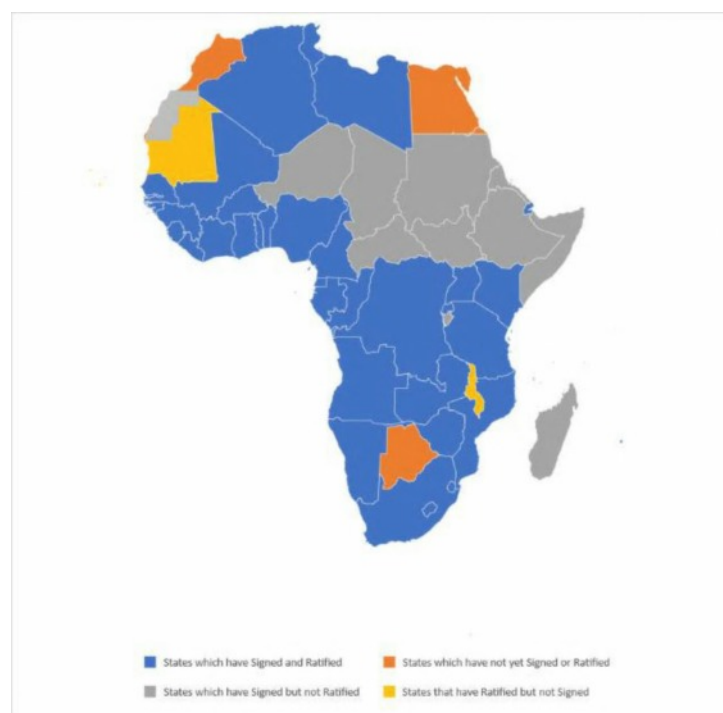 States which have Signed and Ratified
States which have not yet Signed or Ratified
States which have Signed but not Ratified
States that have Ratified but not Signed